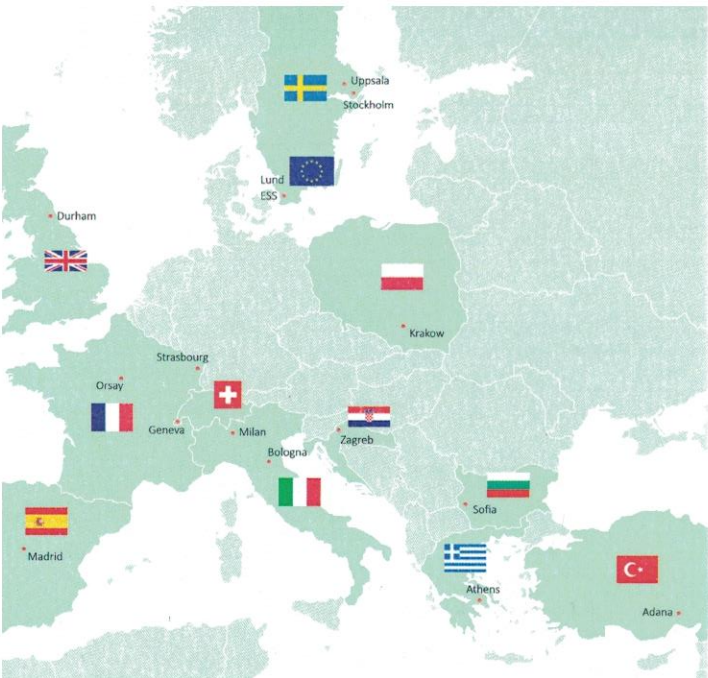 Uppsala
Stockholm
Lund
ESS
Durham
Krakow
Strasbourg
Orsay
Geneva
Milan
Zagreb
Bologna
Sofia
Madrid
Athens
Adana